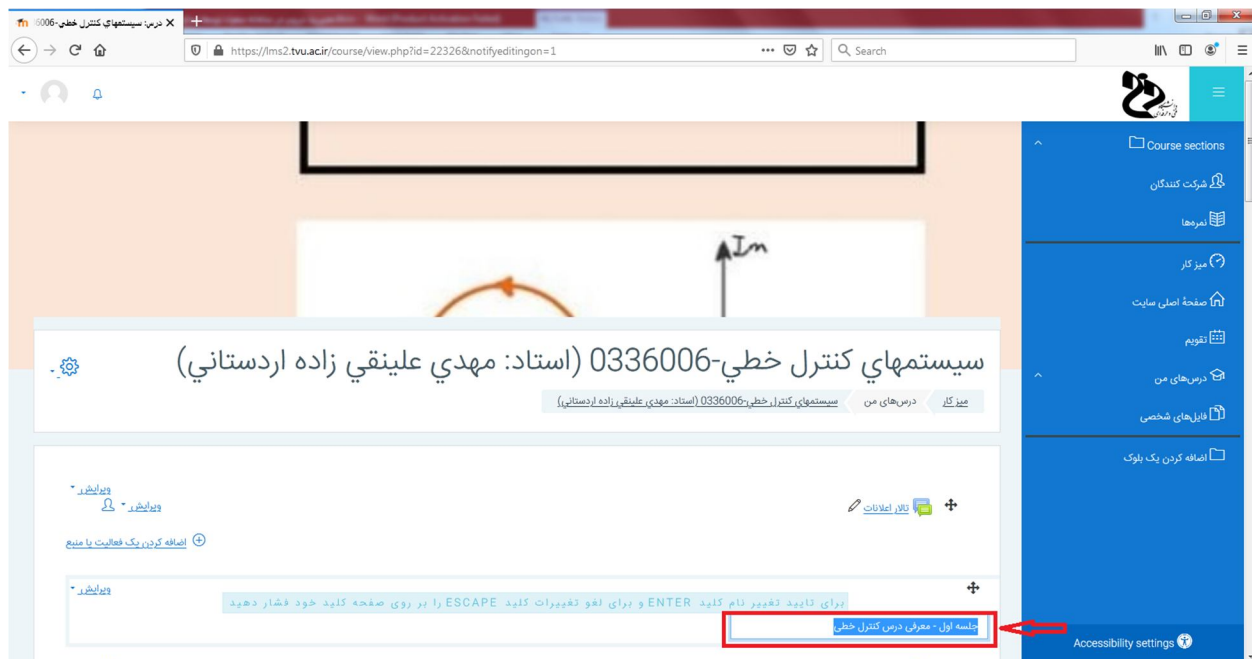 درس: سیستمهاي کنترل خطي-6006
https://lms2.tvu.ac.ir/course/view.php?id=22326&notifyeditingon=1
Search
Course sections
شرکت کنندگان
نمره‌ها
میز کار
صفحهٔ اصلی سایت
تقویم
درس‌های من
فایل‌های شخصی
اضافه کردن یک بلوک
Accessibility settings
Im
سیستمهاي کنترل خطي-0336006 (استاد: مهدي علینقي زاده اردستاني)
میز کار
درس‌های من
سیستمهاي کنترل خطي-0336006 (استاد: مهدي علینقي زاده اردستاني)
ویرایش
تالار اعلانات
ویرایش
اضافه کردن یک فعالیت یا منبع
ویرایش
برای تایید تغییر نام کلید ENTER و برای لغو تغییرات کلید ESCAPE را بر روی صفحه کلید خود فشار دهید
جلسه اول - معرفی درس کنترل خطی